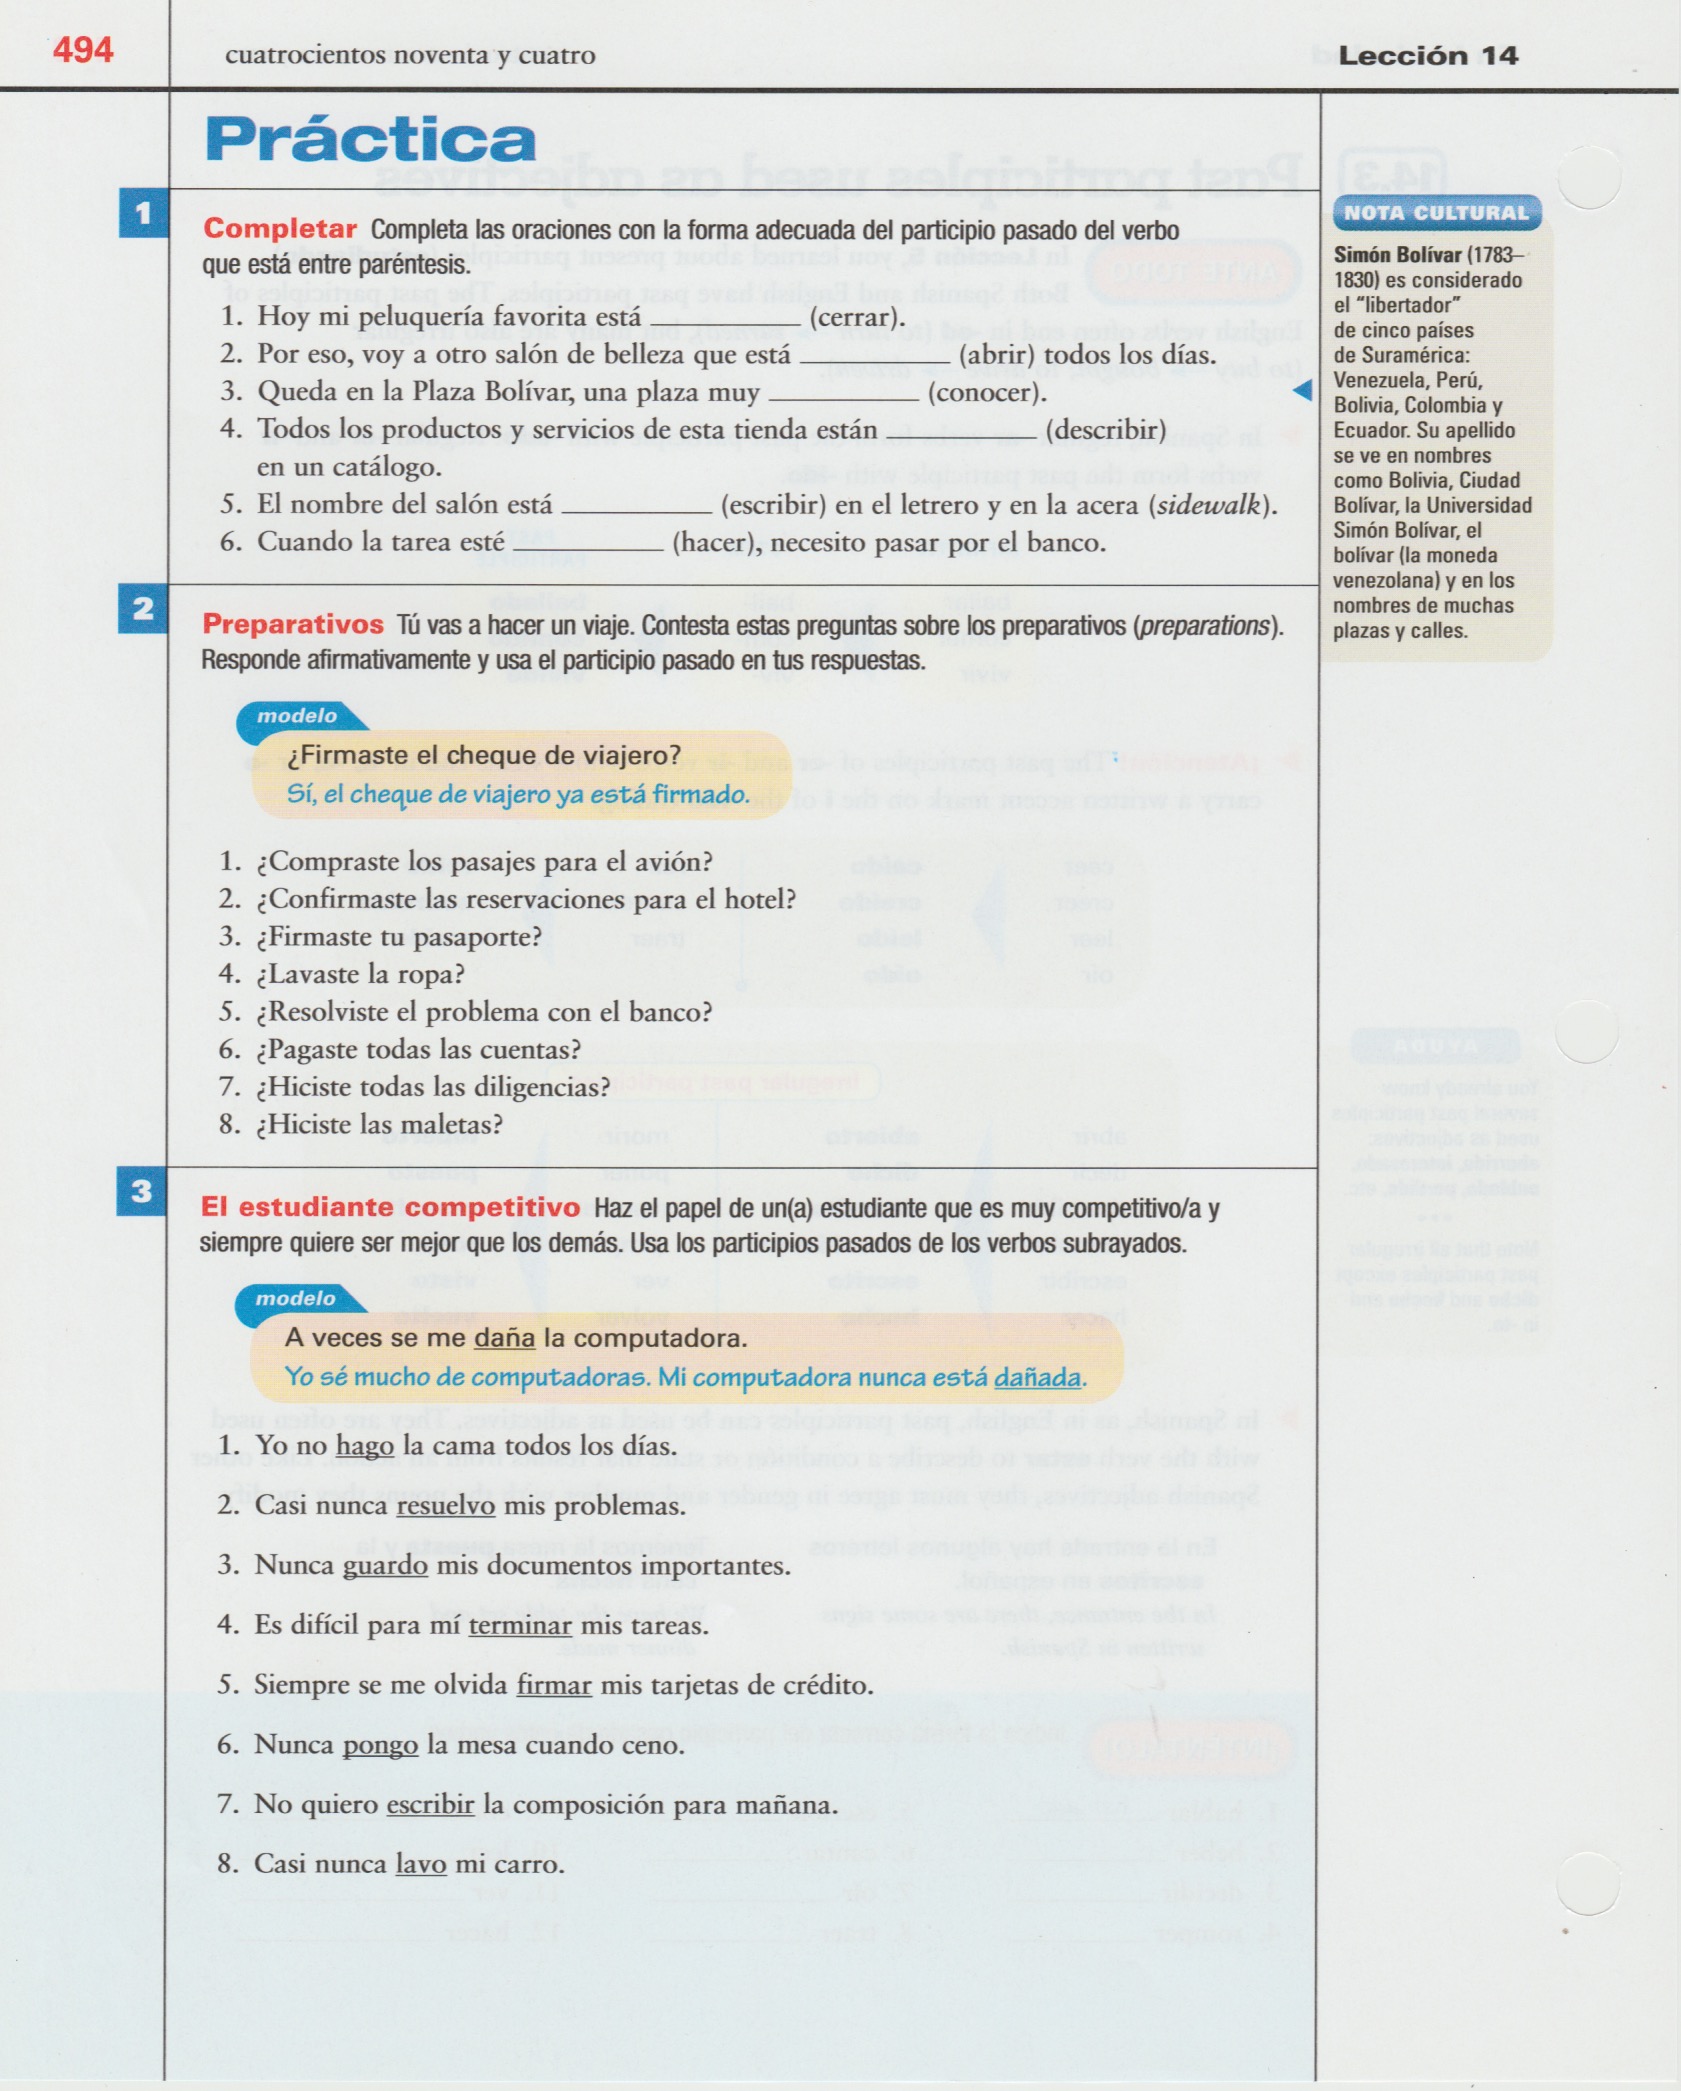 494
cuatrocientos noventa y cuatro
Lección 14
Práctica
1
Completar Completa las oraciones con la forma adecuada del participio pasado del verbo
que está entre paréntesis.
1. Hoy mi peluquería favorita está __________ (cerrar).
2. Por eso, voy a otro salón de belleza que está __________ (abrir) todos los días.
3. Queda en la Plaza Bolívar, una plaza muy __________ (conocer).
4. Todos los productos y servicios de esta tienda están __________ (describir)
en un catálogo.
5. El nombre del salón está __________ (escribir) en el letrero y en la acera (sidewalk).
6. Cuando la tarea esté __________ (hacer), necesito pasar por el banco.
NOTA CULTURAL
Simón Bolívar (1783–
1830) es considerado
el “libertador”
de cinco países
de Suramérica:
Venezuela, Perú,
Bolivia, Colombia y
Ecuador. Su apellido
se ve en nombres
como Bolivia, Ciudad
Bolívar, la Universidad
Simón Bolívar, el
bolívar (la moneda
venezolana) y en los
nombres de muchas
plazas y calles.
2
Preparativos Tú vas a hacer un viaje. Contesta estas preguntas sobre los preparativos (preparations).
Responde afirmativamente y usa el participio pasado en tus respuestas.
modelo
¿Firmaste el cheque de viajero?
Sí, el cheque de viajero ya está firmado.
1. ¿Compraste los pasajes para el avión?
2. ¿Confirmaste las reservaciones para el hotel?
3. ¿Firmaste tu pasaporte?
4. ¿Lavaste la ropa?
5. ¿Resolviste el problema con el banco?
6. ¿Pagaste todas las cuentas?
7. ¿Hiciste todas las diligencias?
8. ¿Hiciste las maletas?
3
El estudiante competitivo Haz el papel de un(a) estudiante que es muy competitivo/a y
siempre quiere ser mejor que los demás. Usa los participios pasados de los verbos subrayados.
modelo
A veces se me daña la computadora.
Yo sé mucho de computadoras. Mi computadora nunca está dañada.
1. Yo no hago la cama todos los días.
2. Casi nunca resuelvo mis problemas.
3. Nunca guardo mis documentos importantes.
4. Es difícil para mí terminar mis tareas.
5. Siempre se me olvida firmar mis tarjetas de crédito.
6. Nunca pongo la mesa cuando ceno.
7. No quiero escribir la composición para mañana.
8. Casi nunca lavo mi carro.